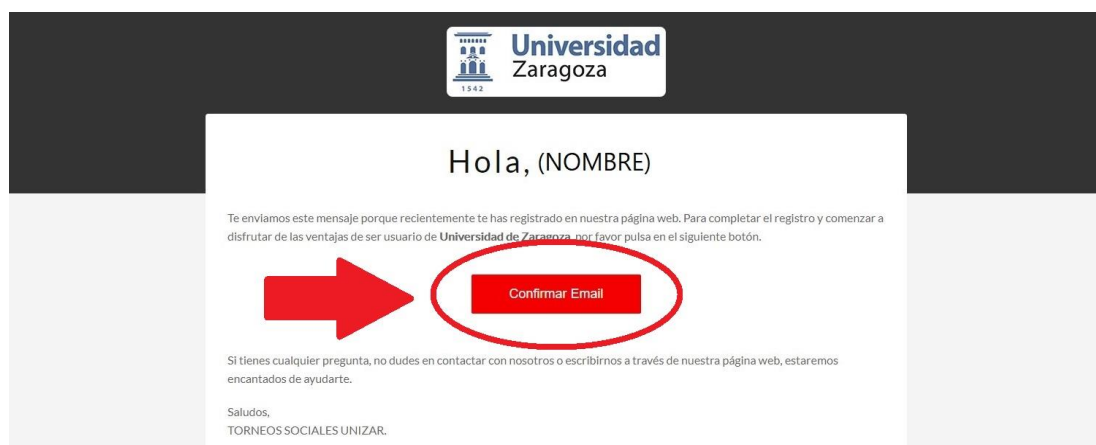 Universidad
Zaragoza
1542
Hola, (NOMBRE)
Te enviamos este mensaje porque recientemente te has registrado en nuestra página web. Para completar el registro y comenzar a
disfrutar de las ventajas de ser usuario de Universidad de Zaragoza, por favor pulsa en el siguiente botón.
Confirmar Email
Si tienes cualquier pregunta, no dudes en contactar con nosotros o escribirnos a través de nuestra página web, estaremos
encantados de ayudarte.
Saludos,
TORNEOS SOCIALES UNIZAR.